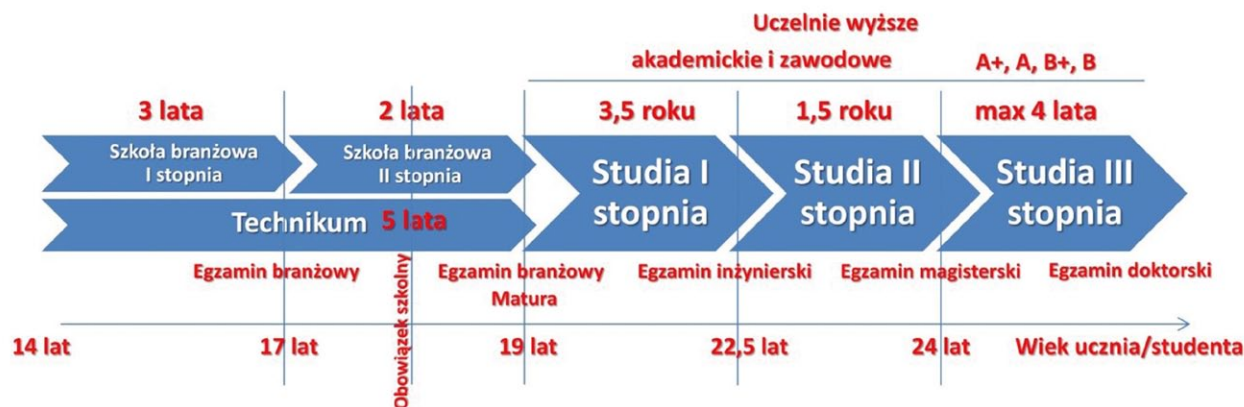 Uczelnie wyższe
akademickie i zawodowe
A+, A, B+, B
3 lata
2 lata
3,5 roku
1,5 roku
max 4 lata
Szkoła branżowa
I stopnia
Szkoła branżowa
II stopnia
Studia I
stopnia
Studia II
stopnia
Studia III
stopnia
Technikum 5 lata
Egzamin branżowy
Obowiązek szkolny
Egzamin branżowy
Matura
Egzamin inżynierski
Egzamin magisterski
Egzamin doktorski
14 lat
17 lat
19 lat
22,5 lat
24 lat
Wiek ucznia/studenta